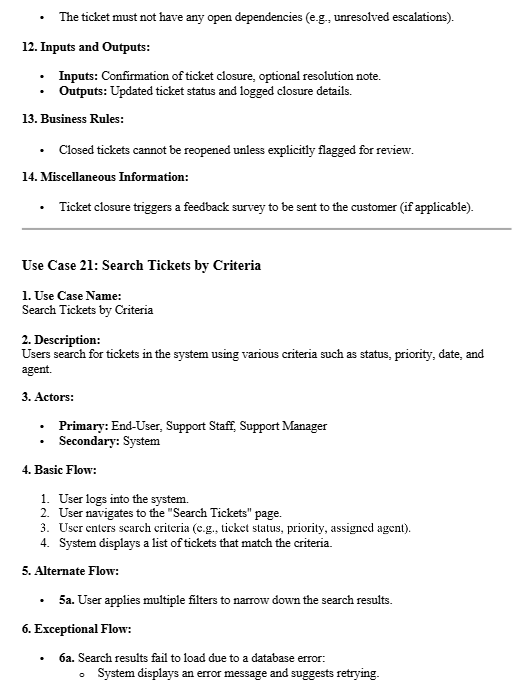 • The ticket must not have any open dependencies (e.g., unresolved escalations).
12. Inputs and Outputs:
• Inputs: Confirmation of ticket closure, optional resolution note.
• Outputs: Updated ticket status and logged closure details.
13. Business Rules:
• Closed tickets cannot be reopened unless explicitly flagged for review.
14. Miscellaneous Information:
• Ticket closure triggers a feedback survey to be sent to the customer (if applicable).
Use Case 21: Search Tickets by Criteria
1. Use Case Name:
Search Tickets by Criteria
2. Description:
Users search for tickets in the system using various criteria such as status, priority, date, and
agent.
3. Actors:
• Primary: End-User, Support Staff, Support Manager
• Secondary: System
4. Basic Flow:
1. User logs into the system.
2. User navigates to the "Search Tickets" page.
3. User enters search criteria (e.g., ticket status, priority, assigned agent).
4. System displays a list of tickets that match the criteria.
5. Alternate Flow:
• 5a. User applies multiple filters to narrow down the search results.
6. Exceptional Flow:
• 6a. Search results fail to load due to a database error:
o System displays an error message and suggests retrying.